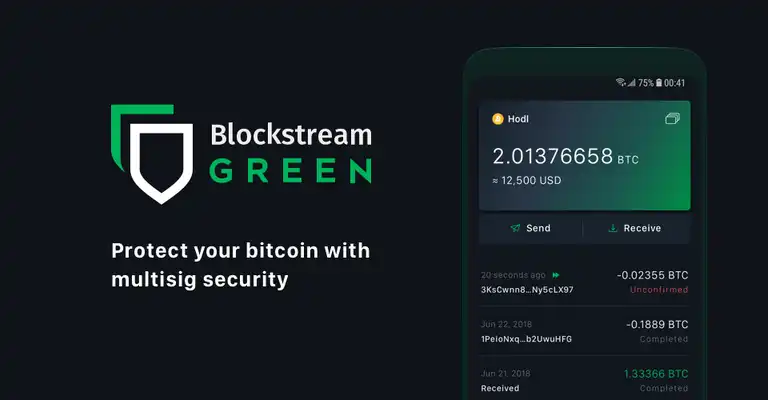 Blockstream
GREEN
Protect your bitcoin with
multisig security
75% 00:41
Hodl
2.01376658 BTC
≈ 12,500 USD
Send
Receive
20 seconds ago
-0.02355 BTC
3KsCwnn8...Ny5cLX97
Unconfirmed
Jun 22, 2018
-0.1889 BTC
1PeioNxq...b2UwuHFG
Completed
Jun 21, 2018
1.33366 BTC
Received
Completed